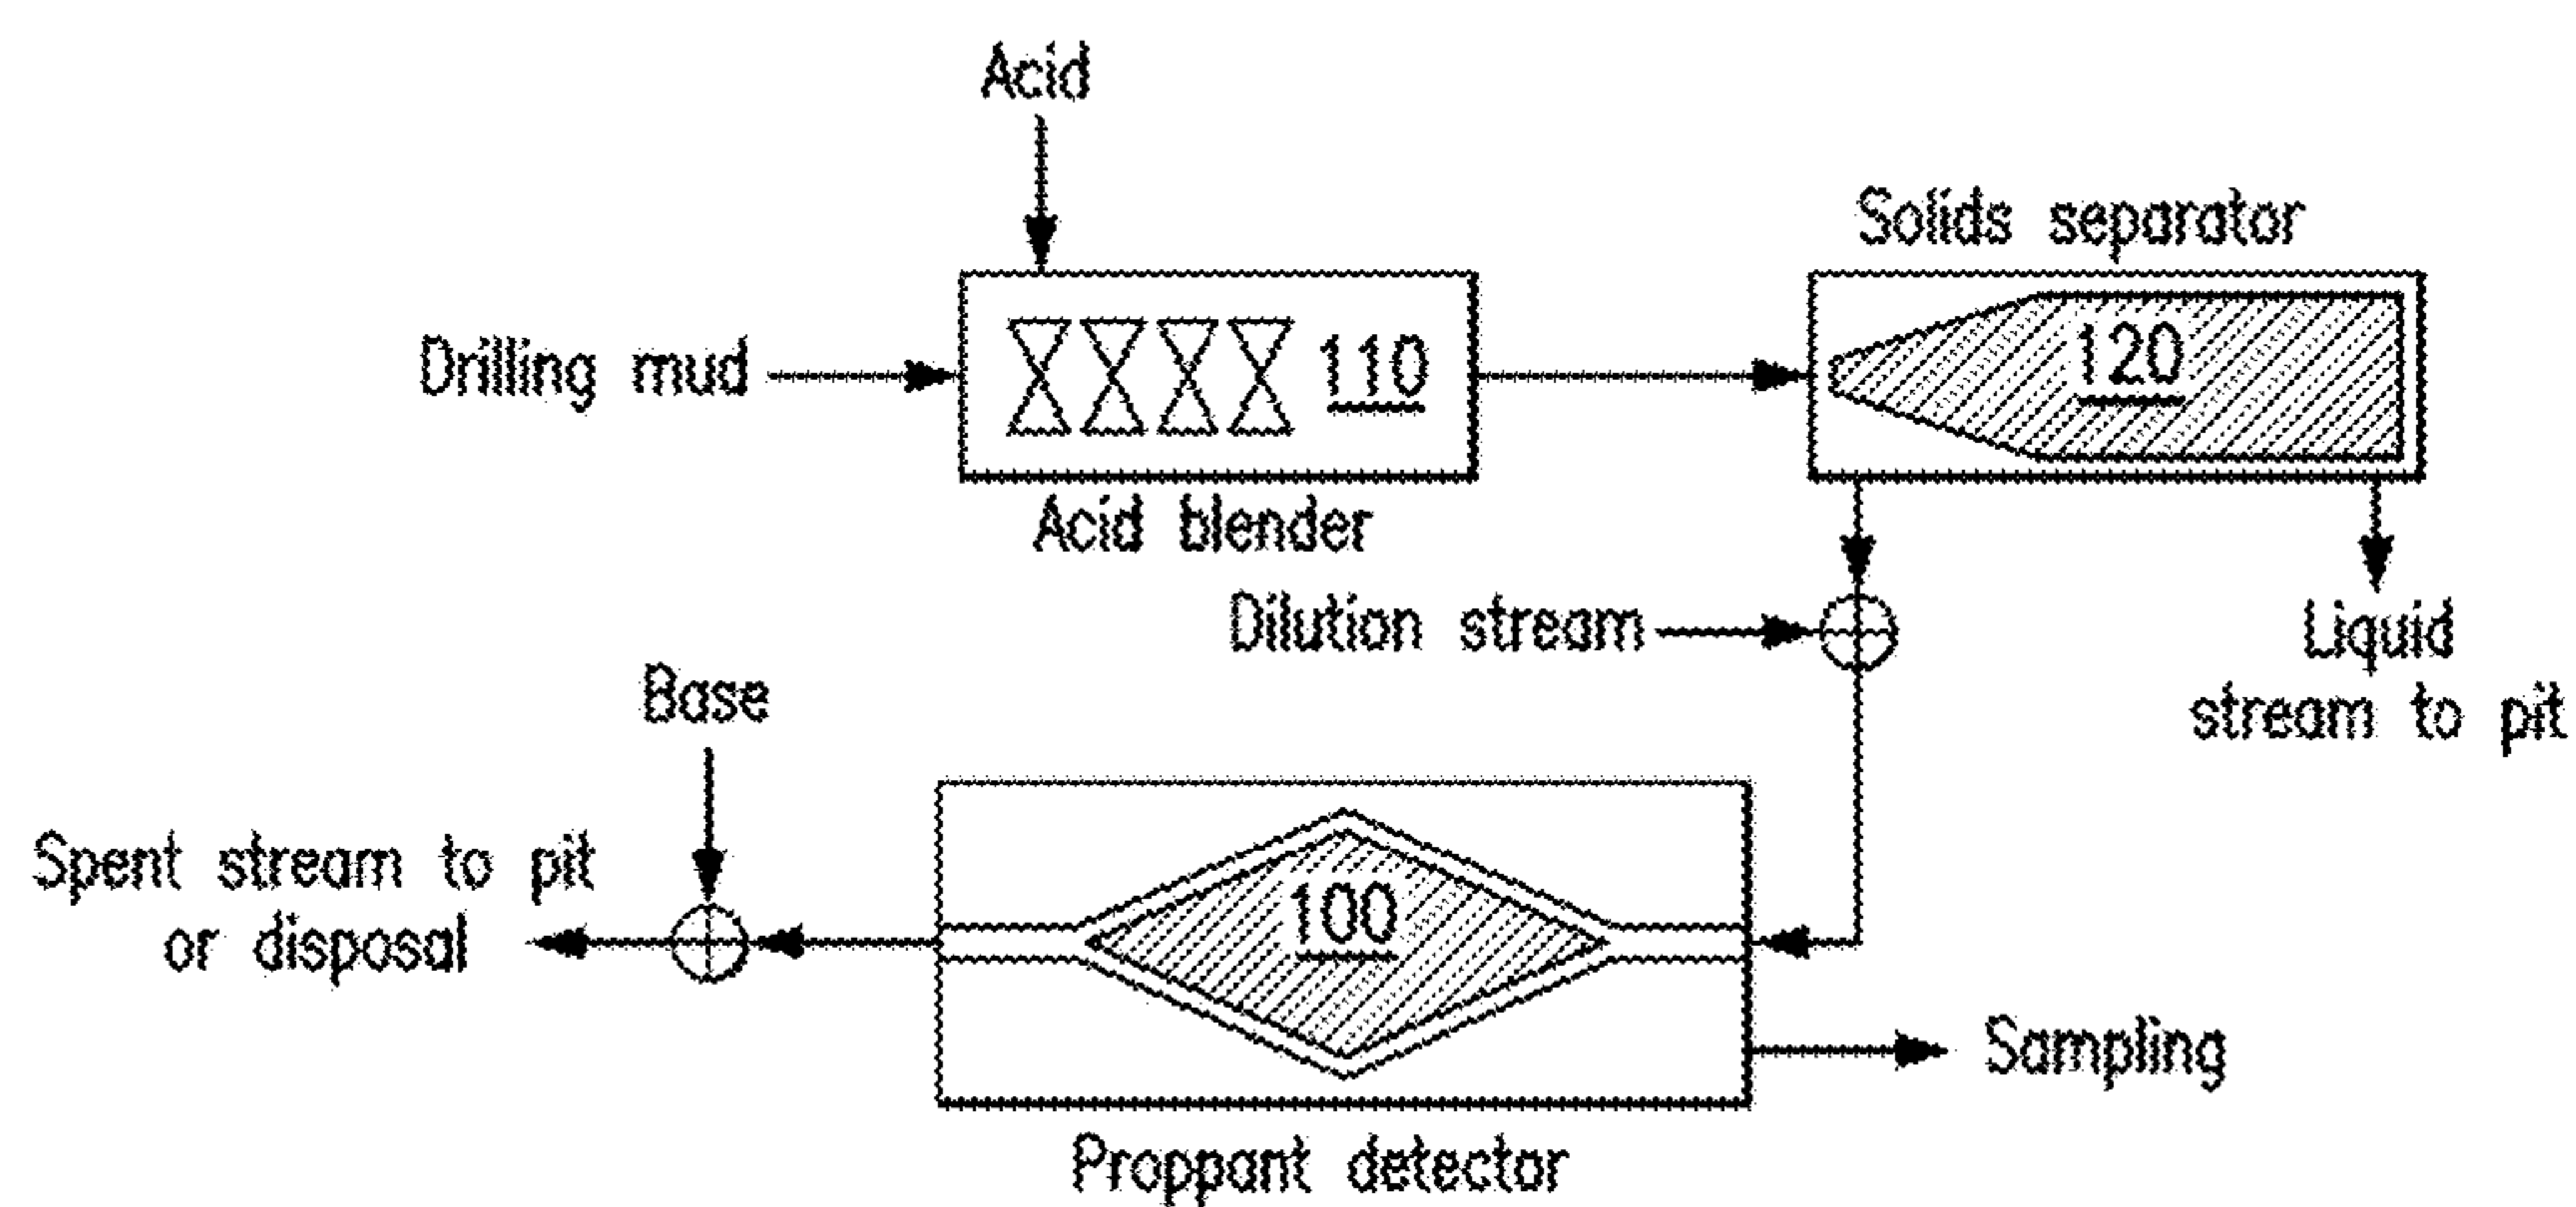 Acid
Solids separator
Drilling mud
110
120
Acid blender
Dilution stream
Liquid
stream to pit
Base
Spent stream to pit
or disposal
100
Sampling
Proppant detector